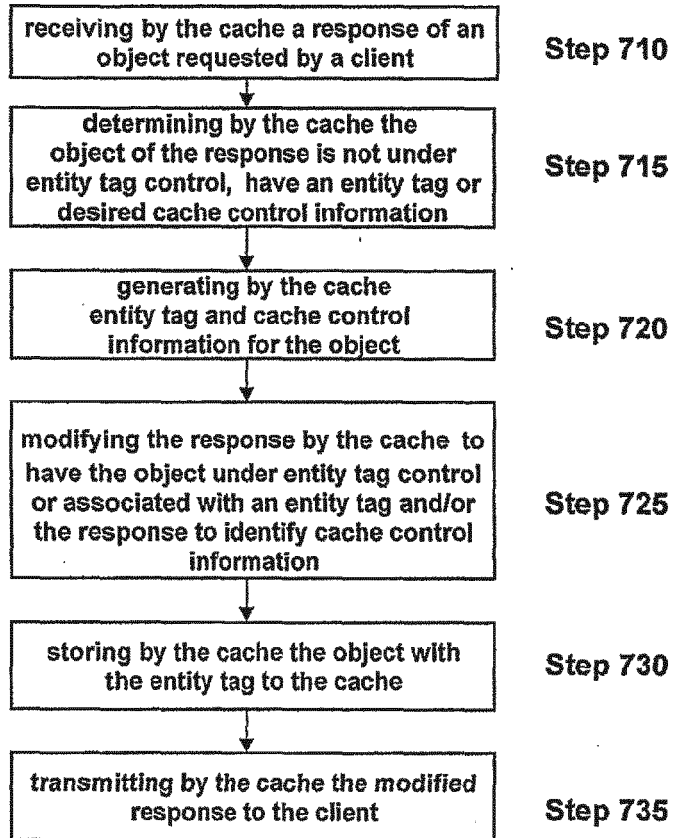 receiving by the cache a response of an
object requested by a client
Step 710
determining by the cache the
object of the response is not under
entity tag control, have an entity tag or
desired cache control information
Step 715
generating by the cache
entity tag and cache control
information for the object
Step 720
modifying the response by the cache to
have the object under entity tag control
or associated with an entity tag and/or
the response to identify cache control
information
Step 725
storing by the cache the object with
the entity tag to the cache
Step 730
transmitting by the cache the modified
response to the client
Step 735